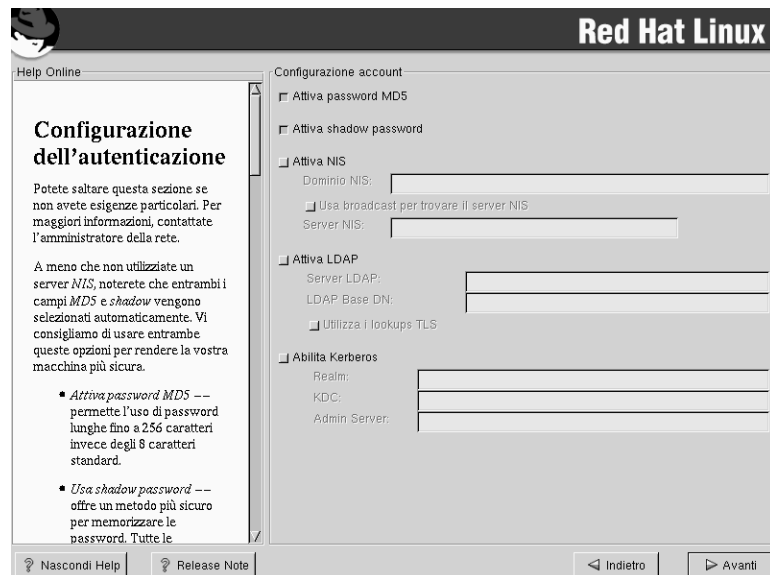 Red Hat Linux
Help Online
Configurazione
dell'autenticazione
Potete saltare questa sezione se
non avete esigenze particolari. Per
maggiori informazioni, contattate
l'amministratore della rete.
A meno che non utilizziate un
server NIS, noterete che entrambi i
campi MD5 e shadow vengono
selezionati automaticamente. Vi
consigliamo di usare entrambe
queste opzioni per rendere la vostra
macchina più sicura.
Attiva password MD5 --
permette l'uso di password
lunghe fino a 256 caratteri
invece degli 8 caratteri
standard.
Usa shadow password --
offre un metodo più sicuro
per memorizzare le
password. Tutte le
Configurazione account
Attiva password MD5
Attiva shadow password
Attiva NIS
Dominio NIS:
Usa broadcast per trovare il server NIS
Server NIS:
Attiva LDAP
Server LDAP:
LDAP Base DN:
Utilizza i lookups TLS
Abilita Kerberos
Realm:
KDC:
Admin Server:
Nascondi Help
Release Note
Indietro
Avanti